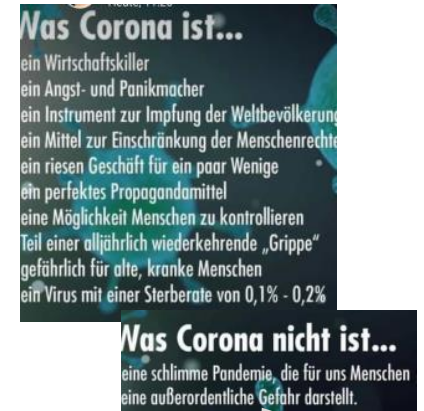 Heute, 11:20
Was Corona ist...
ein Wirtschaftskiller
ein Angst- und Panikmacher
ein Instrument zur Impfung der Weltbevölkerung
ein Mittel zur Einschränkung der Menschenrechte
ein riesen Geschäft für ein paar Wenige
ein perfektes Propagandamittel
eine Möglichkeit Menschen zu kontrollieren
Teil einer alljährlich wiederkehrende „Grippe“
gefährlich für alte, kranke Menschen
ein Virus mit einer Sterberate von 0,1% - 0,2%
Was Corona nicht ist...
eine schlimme Pandemie, die für uns Menschen
eine außerordentliche Gefahr darstellt.